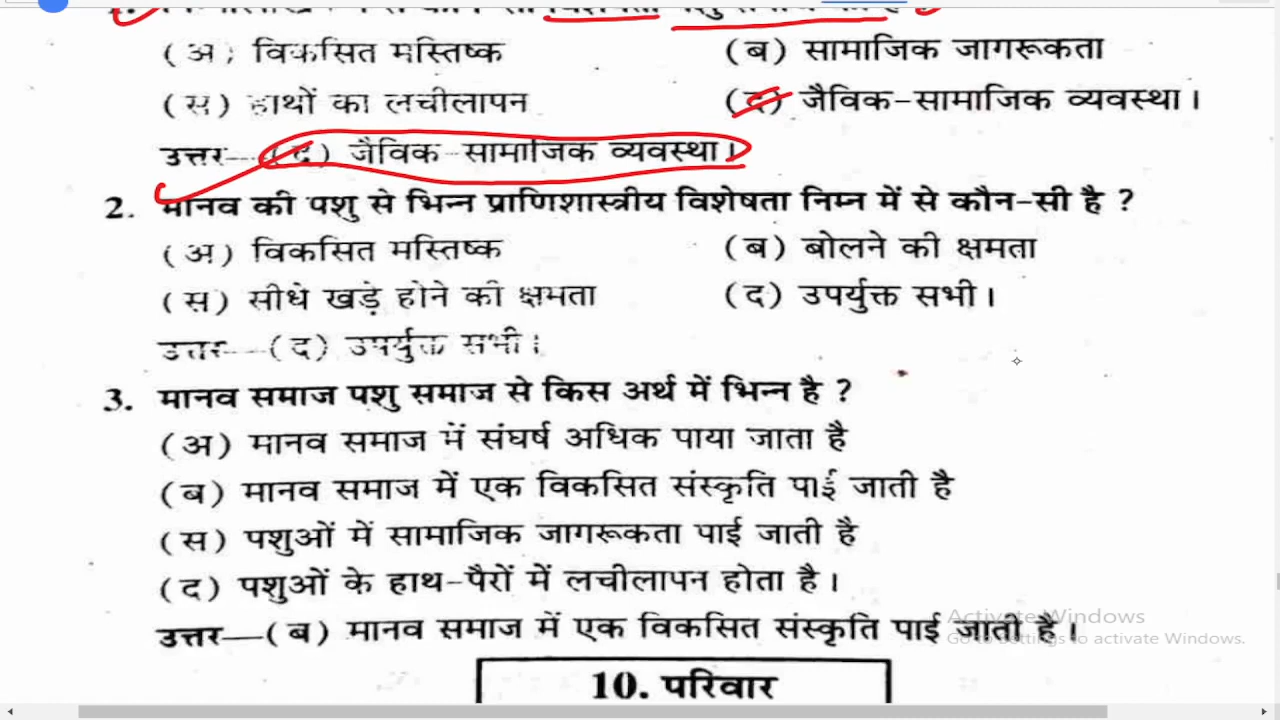 (अ) विकसित मस्तिष्क (ब) सामाजिक जागरूकता
(स) हाथों का लचीलापन (द) जैविक-सामाजिक व्यवस्था।
उत्तर—(द) जैविक-सामाजिक व्यवस्था।
2. मानव की पशु से भिन्न प्राणिशास्त्रीय विशेषता निम्न में से कौन-सी है ?
(अ) विकसित मस्तिष्क (ब) बोलने की क्षमता
(स) सीधे खड़े होने की क्षमता (द) उपर्युक्त सभी।
उत्तर—(द) उपर्युक्त सभी।
3. मानव समाज पशु समाज से किस अर्थ में भिन्न है ?
(अ) मानव समाज में संघर्ष अधिक पाया जाता है
(ब) मानव समाज में एक विकसित संस्कृति पाई जाती है
(स) पशुओं में सामाजिक जागरूकता पाई जाती है
(द) पशुओं के हाथ-पैरों में लचीलापन होता है।
उत्तर—(ब) मानव समाज में एक विकसित संस्कृति पाई जाती है।
Activate Windows
Go to Settings to activate Windows.
10. परिवार